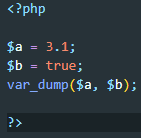 <?php
$a = 3.1;
$b = true;
var_dump($a, $b);
?>